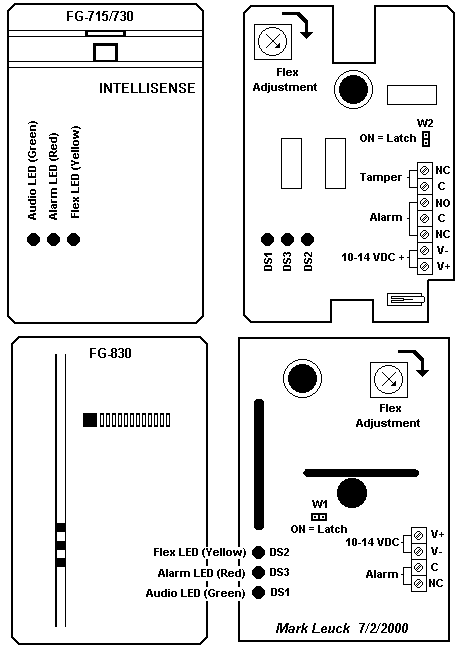 FG-715/730
INTELLISENSE
Audio LED (Green)
Alarm LED (Red)
Flex LED (Yellow)
Flex
Adjustment
W2
ON = Latch
Tamper
NC
C
Alarm
NO
C
NC
10-14 VDC +
V-
V+
DS1
DS3
DS2
FG-830
Flex
Adjustment
W1
ON = Latch
Flex LED (Yellow) DS2
Alarm LED (Red) DS3
Audio LED (Green) DS1
10-14 VDC
V+
V-
Alarm
C
NC
Mark Leuck 7/2/2000